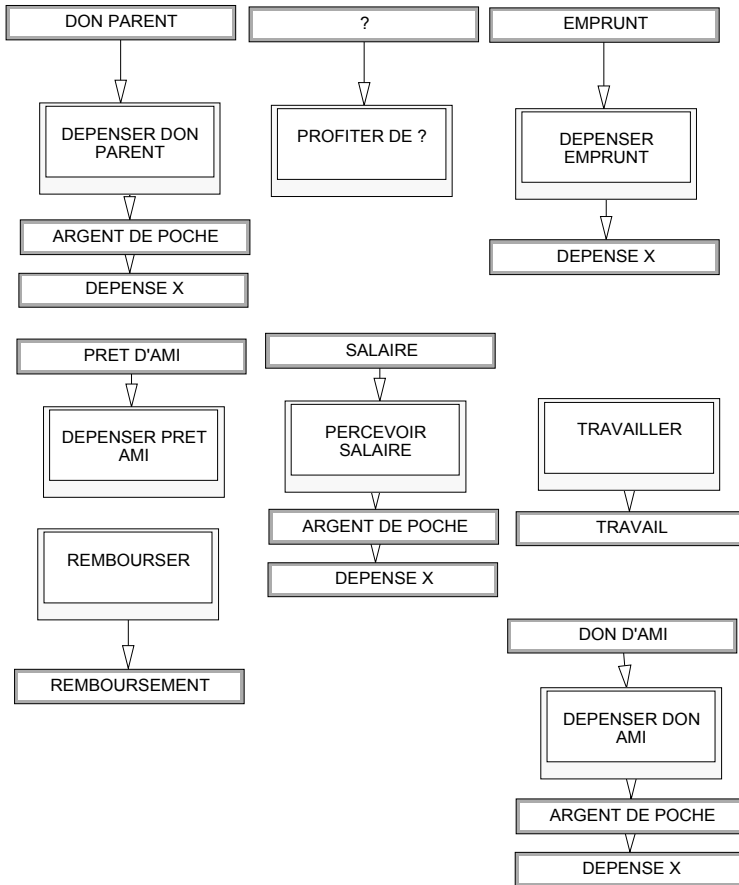 DON PARENT
?
EMPRUNT
DEPENSER DON
PARENT
PROFITER DE ?
DEPENSER
EMPRUNT
ARGENT DE POCHE
DEPENSE X
DEPENSE X
PRET D'AMI
SALAIRE
DEPENSER PRET
AMI
PERCEVOIR
SALAIRE
TRAVAILLER
ARGENT DE POCHE
TRAVAIL
REMBOURSER
DEPENSE X
DON D'AMI
REMBOURSEMENT
DEPENSER DON
AMI
ARGENT DE POCHE
DEPENSE X